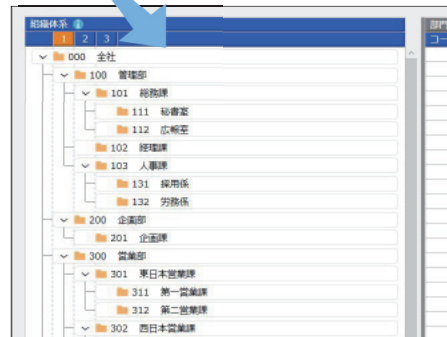 組織体系
部門
1 2 3
コー
000 全社
100 管理部
101 総務課
111 秘書室
112 広報室
102 経理課
103 人事課
131 採用係
132 労務係
200 企画部
201 企画課
300 営業部
301 東日本営業課
311 第一営業課
312 第二営業課
302 西日本営業課